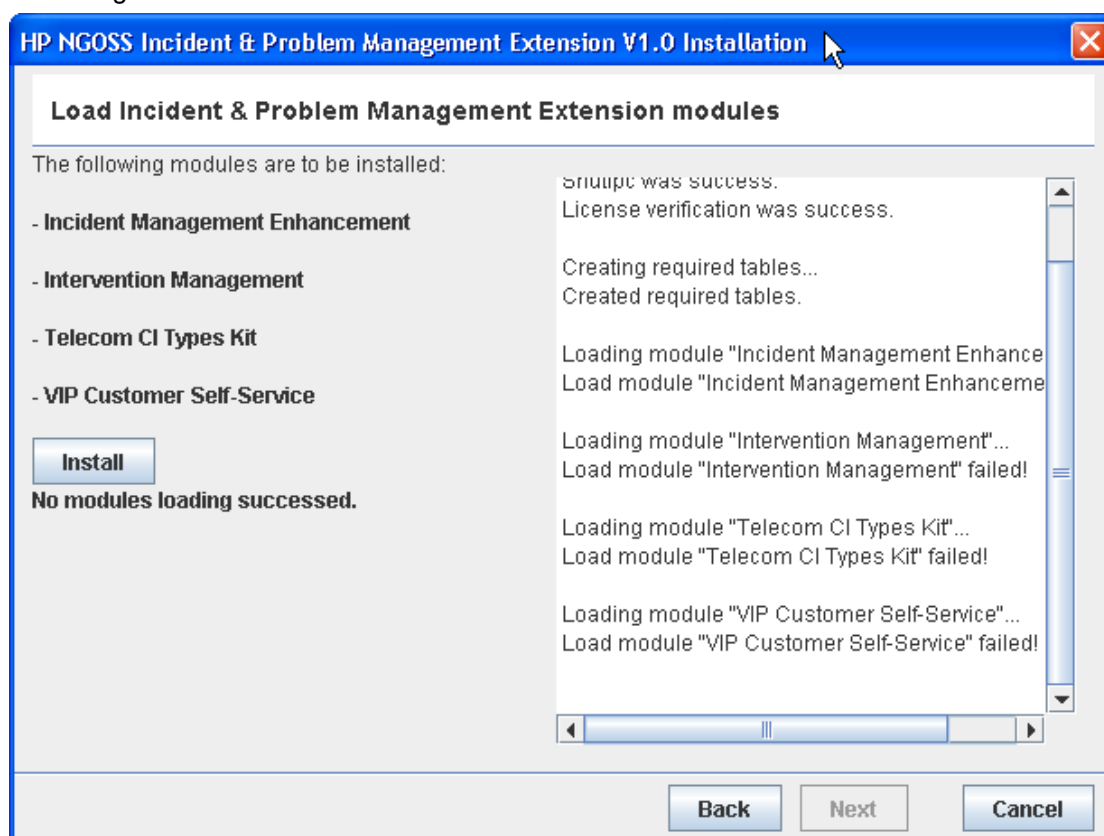 HP NGOSS Incident & Problem Management Extension V1.0 Installation
Load Incident & Problem Management Extension modules
The following modules are to be installed:
- Incident Management Enhancement
- Intervention Management
- Telecom CI Types Kit
- VIP Customer Self-Service
Install
No modules loading successed.
was success.
License verification was success.
Creating required tables...
Created required tables.
Loading module "Incident Management Enhance
Load module "Incident Management Enhanceme
Loading module "Intervention Management"...
Load module "Intervention Management" failed!
Loading module "Telecom CI Types Kit"...
Load module "Telecom CI Types Kit" failed!
Loading module "VIP Customer Self-Service"...
Load module "VIP Customer Self-Service" failed!
Back
Next
Cancel